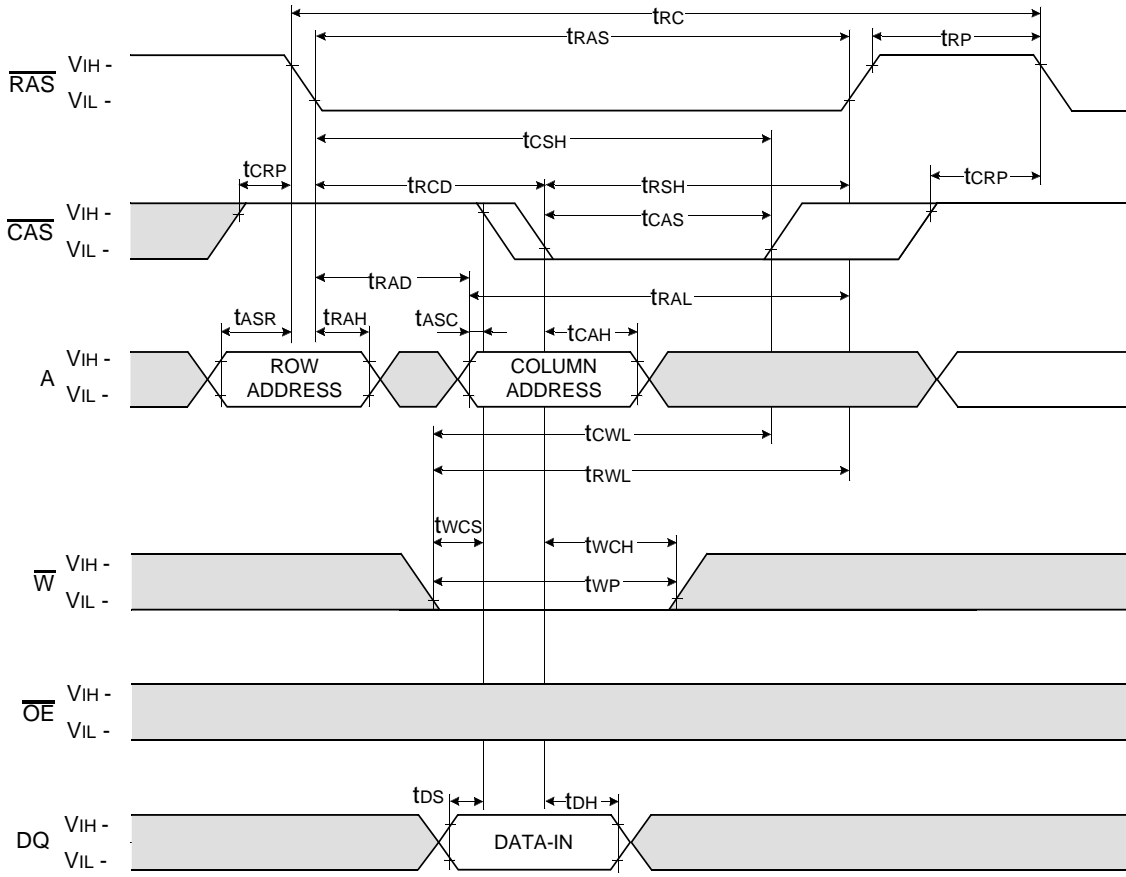 tRC
tRAS
tRP
RAS
VIH -
VIL -
tCSH
tCRP
tRCD
tRSH
tCRP
CAS
VIH -
VIL -
tCAS
tRAD
tRAL
tASR
tRAH
tASC
tCAH
A
VIH -
VIL -
ROW
ADDRESS
COLUMN
ADDRESS
tCWL
tRWL
tWCS
tWCH
W
VIH -
VIL -
tWP
OE
VIH -
VIL -
tDS
tDH
DQ
VIH -
VIL -
DATA-IN